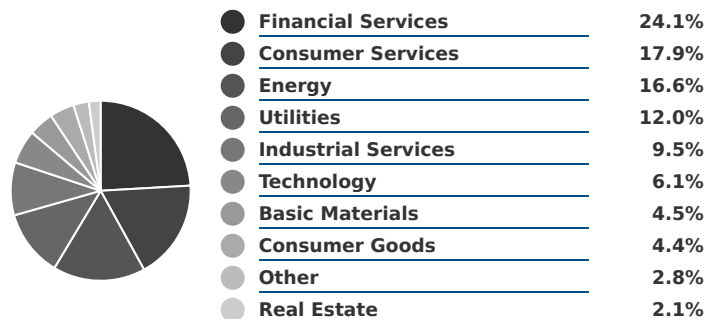 Financial Services 24.1%
Consumer Services 17.9%
Energy 16.6%
Utilities 12.0%
Industrial Services 9.5%
Technology 6.1%
Basic Materials 4.5%
Consumer Goods 4.4%
Other 2.8%
Real Estate 2.1%